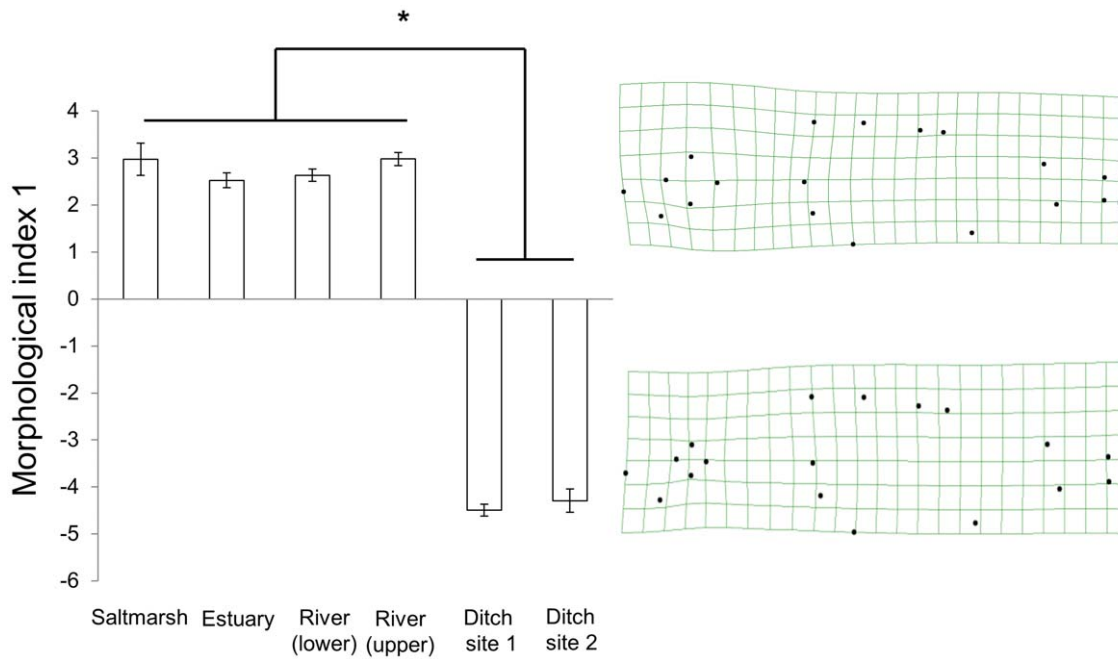 *
Morphological index 1
4
3
2
1
0
-1
-2
-3
-4
-5
-6
Saltmarsh
Estuary
River
(lower)
River
(upper)
Ditch
site 1
Ditch
site 2